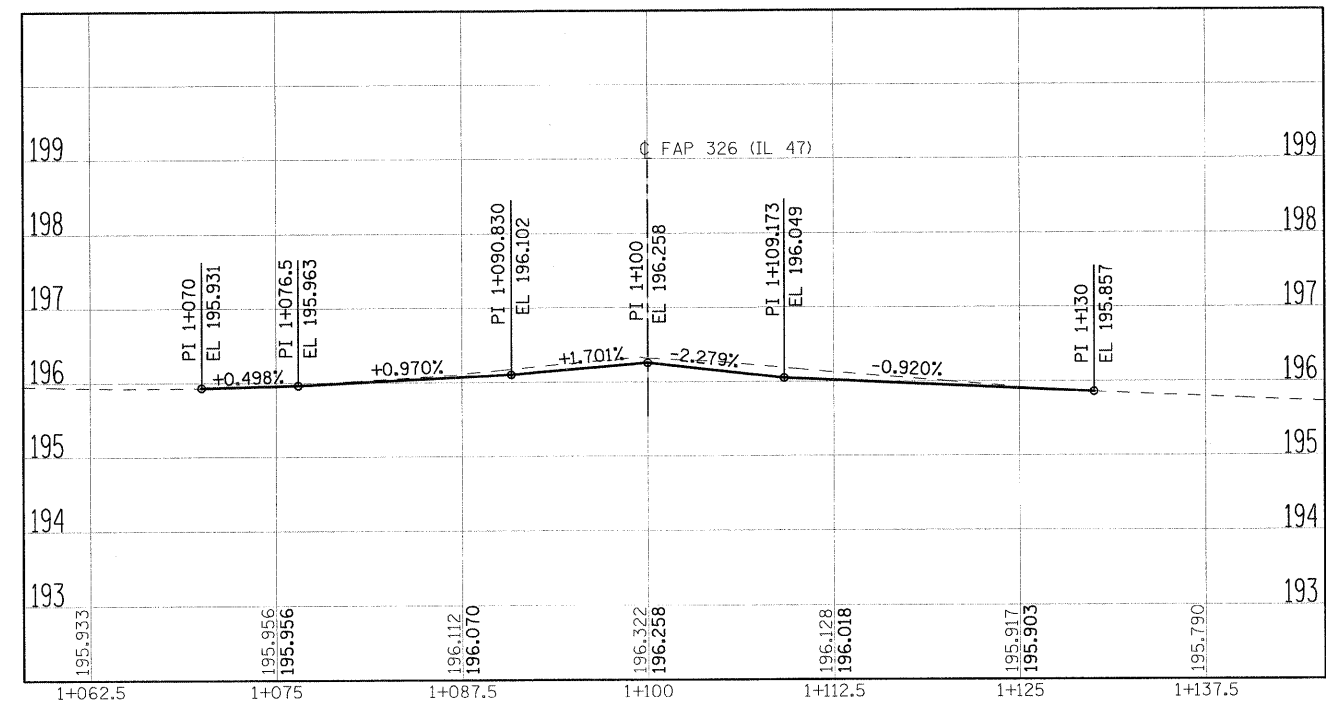 199
199
℄ FAP 326 (IL 47)
198
198
197
197
196
196
195
195
194
194
193
193
PI 1+070
EL 195.931
PI 1+076.5
EL 195.963
PI 1+090.830
EL 196.102
PI 1+100
EL 196.258
PI 1+109.173
EL 196.049
PI 1+130
EL 195.857
+0.498%
+0.970%
+1.701%
-2.279%
-0.920%
195.933
195.956
195.956
196.112
196.070
196.322
196.258
196.128
196.018
195.917
195.903
195.790
1+062.5
1+075
1+087.5
1+100
1+112.5
1+125
1+137.5